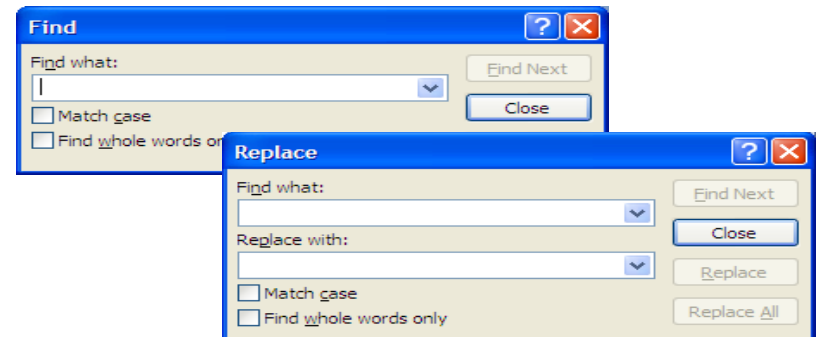 Find
Find what:
Find Next
Close
Match case
Find whole words or
Replace
Find what:
Find Next
Close
Replace with:
Replace
Match case
Replace All
Find whole words only